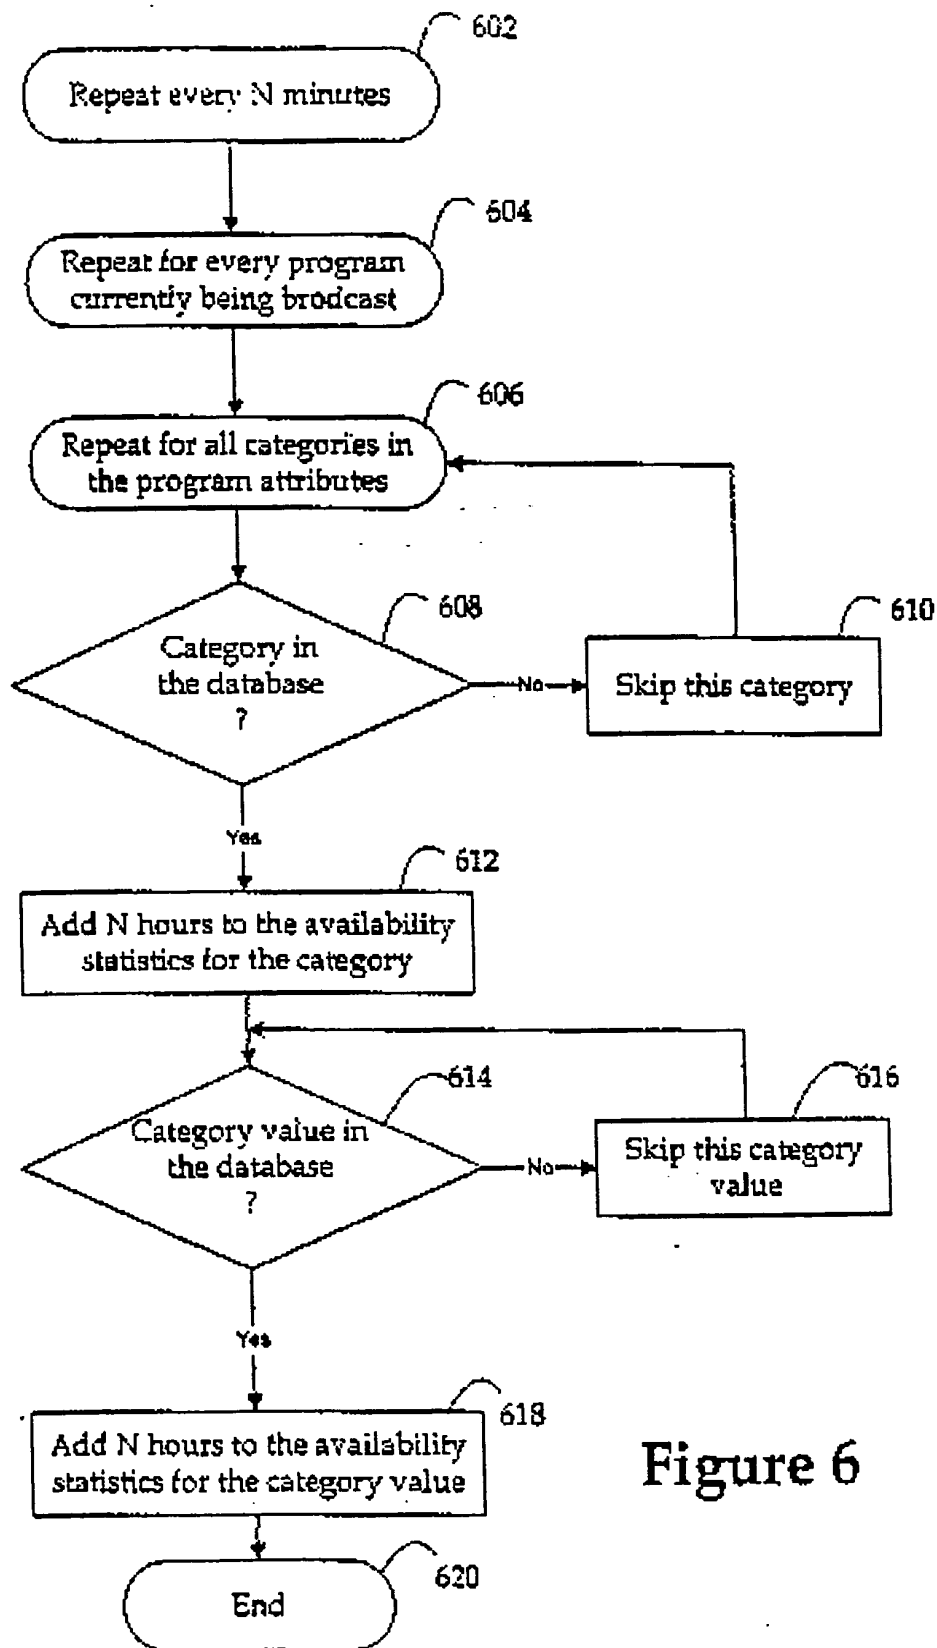 602
Repeat every N minutes
604
Repeat for every program
currently being brodcast
606
Repeat for all categories in
the program attributes
608
Category in
the database
?
No
610
Skip this category
Yes
612
Add N hours to the availability
statistics for the category
614
Category value in
the database
?
No
616
Skip this category
value
Yes
618
Add N hours to the availability
statistics for the category value
Figure 6
620
End